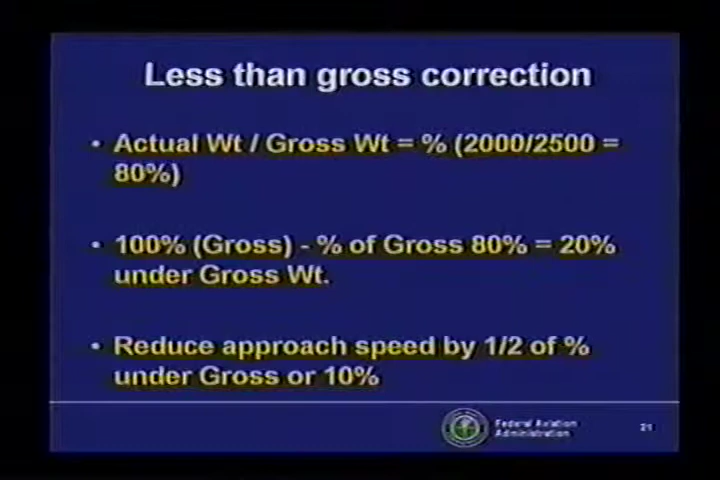 Less than gross correction
• Actual Wt / Gross Wt = % (2000/2500 =
80%)
• 100% (Gross) - % of Gross 80% = 20%
under Gross Wt.
• Reduce approach speed by 1/2 of %
under Gross or 10%
Federal Aviation
Administration
21